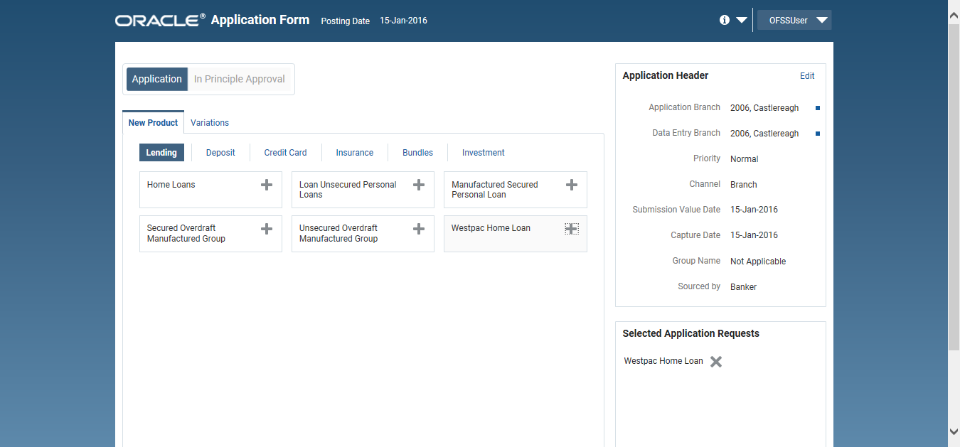 ORACLE® Application Form Posting Date 15-Jan-2016
OFSSUser
Application In Principle Approval
New Product Variations
Lending Deposit Credit Card Insurance Bundles Investment
Home Loans
Loan Unsecured Personal
Loans
Manufactured Secured
Personal Loan
Secured Overdraft
Manufactured Group
Unsecured Overdraft
Manufactured Group
Westpac Home Loan
Application Header Edit
Application Branch 2006, Castlereagh
Data Entry Branch 2006, Castlereagh
Priority Normal
Channel Branch
Submission Value Date 15-Jan-2016
Capture Date 15-Jan-2016
Group Name Not Applicable
Sourced by Banker
Selected Application Requests
Westpac Home Loan